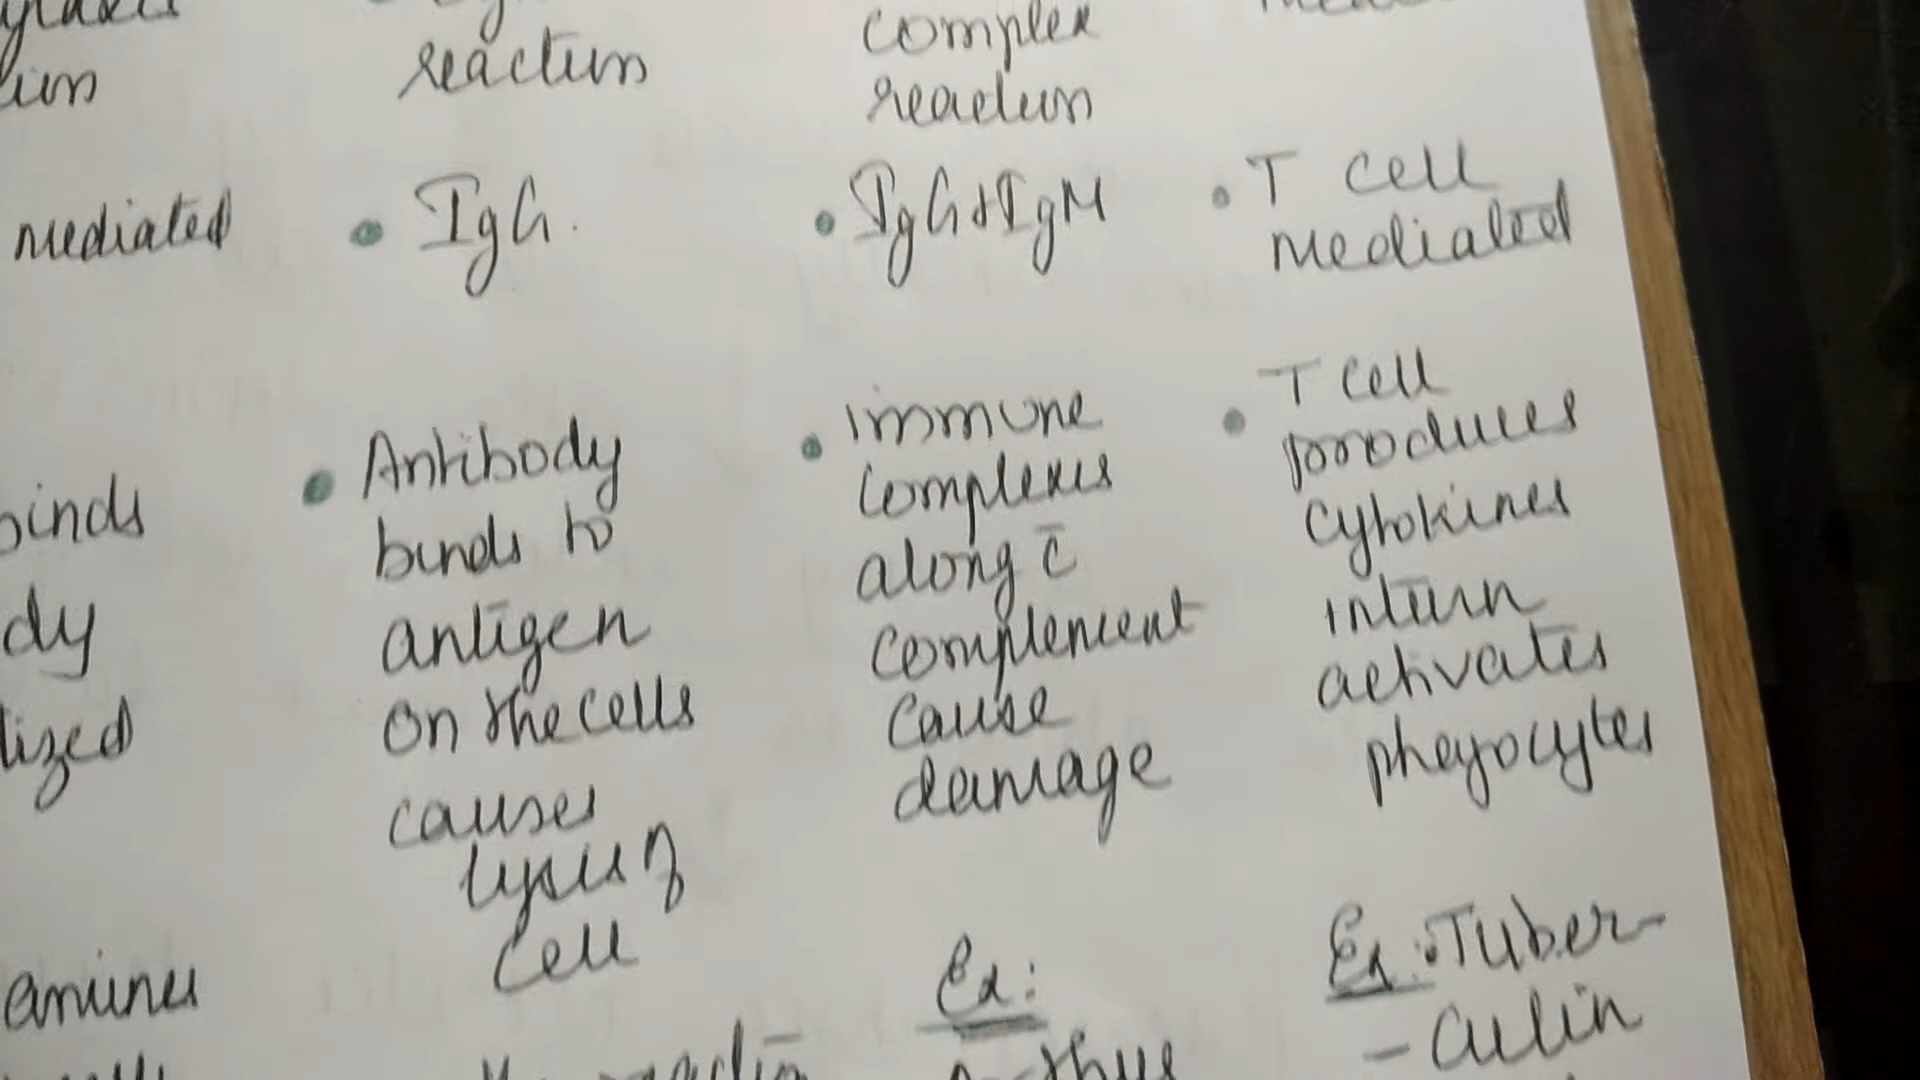 reaction
complex
reaction
mediated
• IgG.
• IgG & IgM
• T cell
mediated
binds
dy
lized
• Antibody
binds to
antigen
on the cells
causes
lysis of
cell
• immune
complexes
along c̄
complement
cause
damage
• T cell
produces
cytokines
inturn
activates
phagocytes
Ex:
Ex: Tuber-
- culin